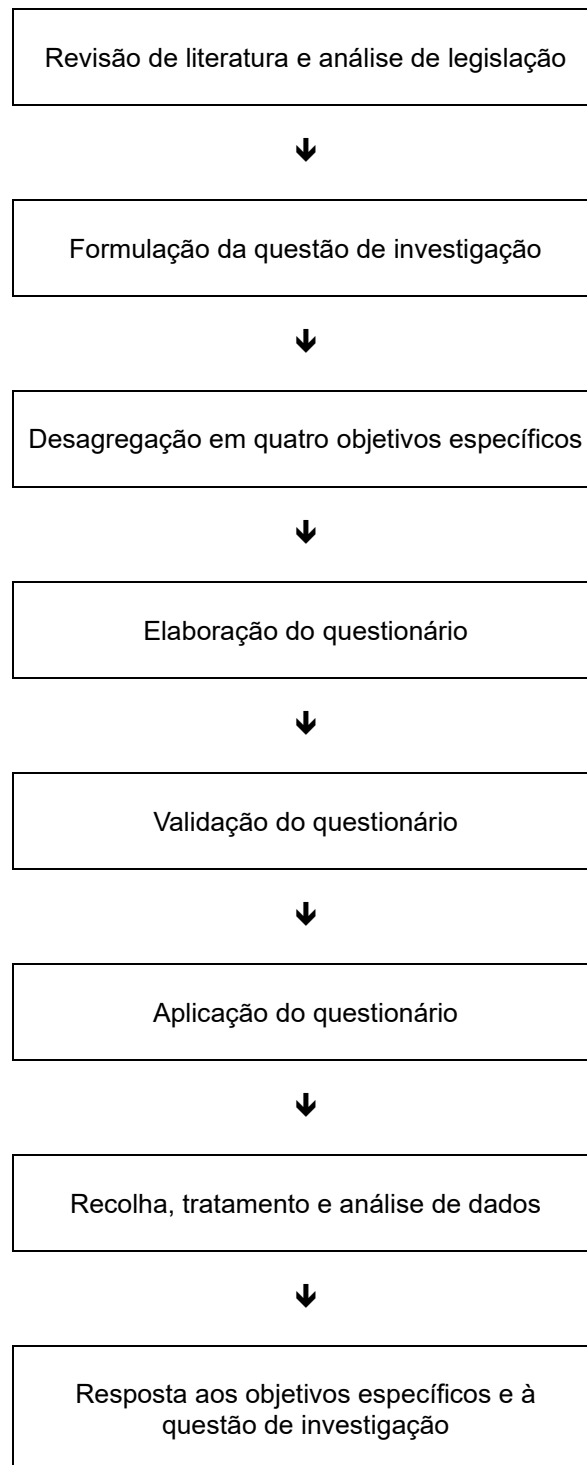 Revisão de literatura e análise de legislação
Formulação da questão de investigação
Desagregação em quatro objetivos específicos
Elaboração do questionário
Validação do questionário
Aplicação do questionário
Recolha, tratamento e análise de dados
Resposta aos objetivos específicos e à
questão de investigação